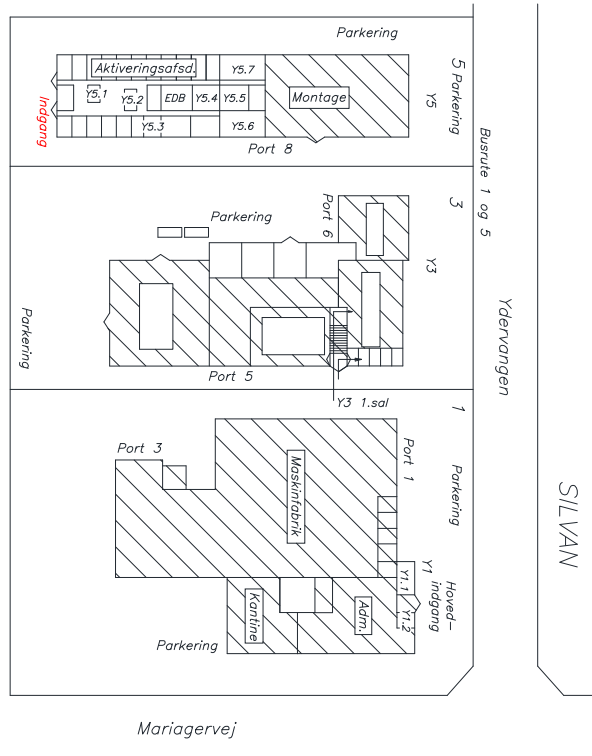 Parkering
5
Parkering
Y5
Aktiveringsafsd.
Y5.7
Y5.1
Y5.2
EDB
Y5.4
Y5.5
Montage
Y5.3
Y5.6
Indgang
Port 8
Busrute 1 og 5
3
Port 6
Parkering
Y3
Ydervangen
Parkering
Port 5
Y3 1.sal
1
Port 3
Port 1
Parkering
Maskinfabrik
SILVAN
Y1
Hoved-
indgang
Y1.1
Y1.2
Kantine
Adm.
Parkering
Mariagervej